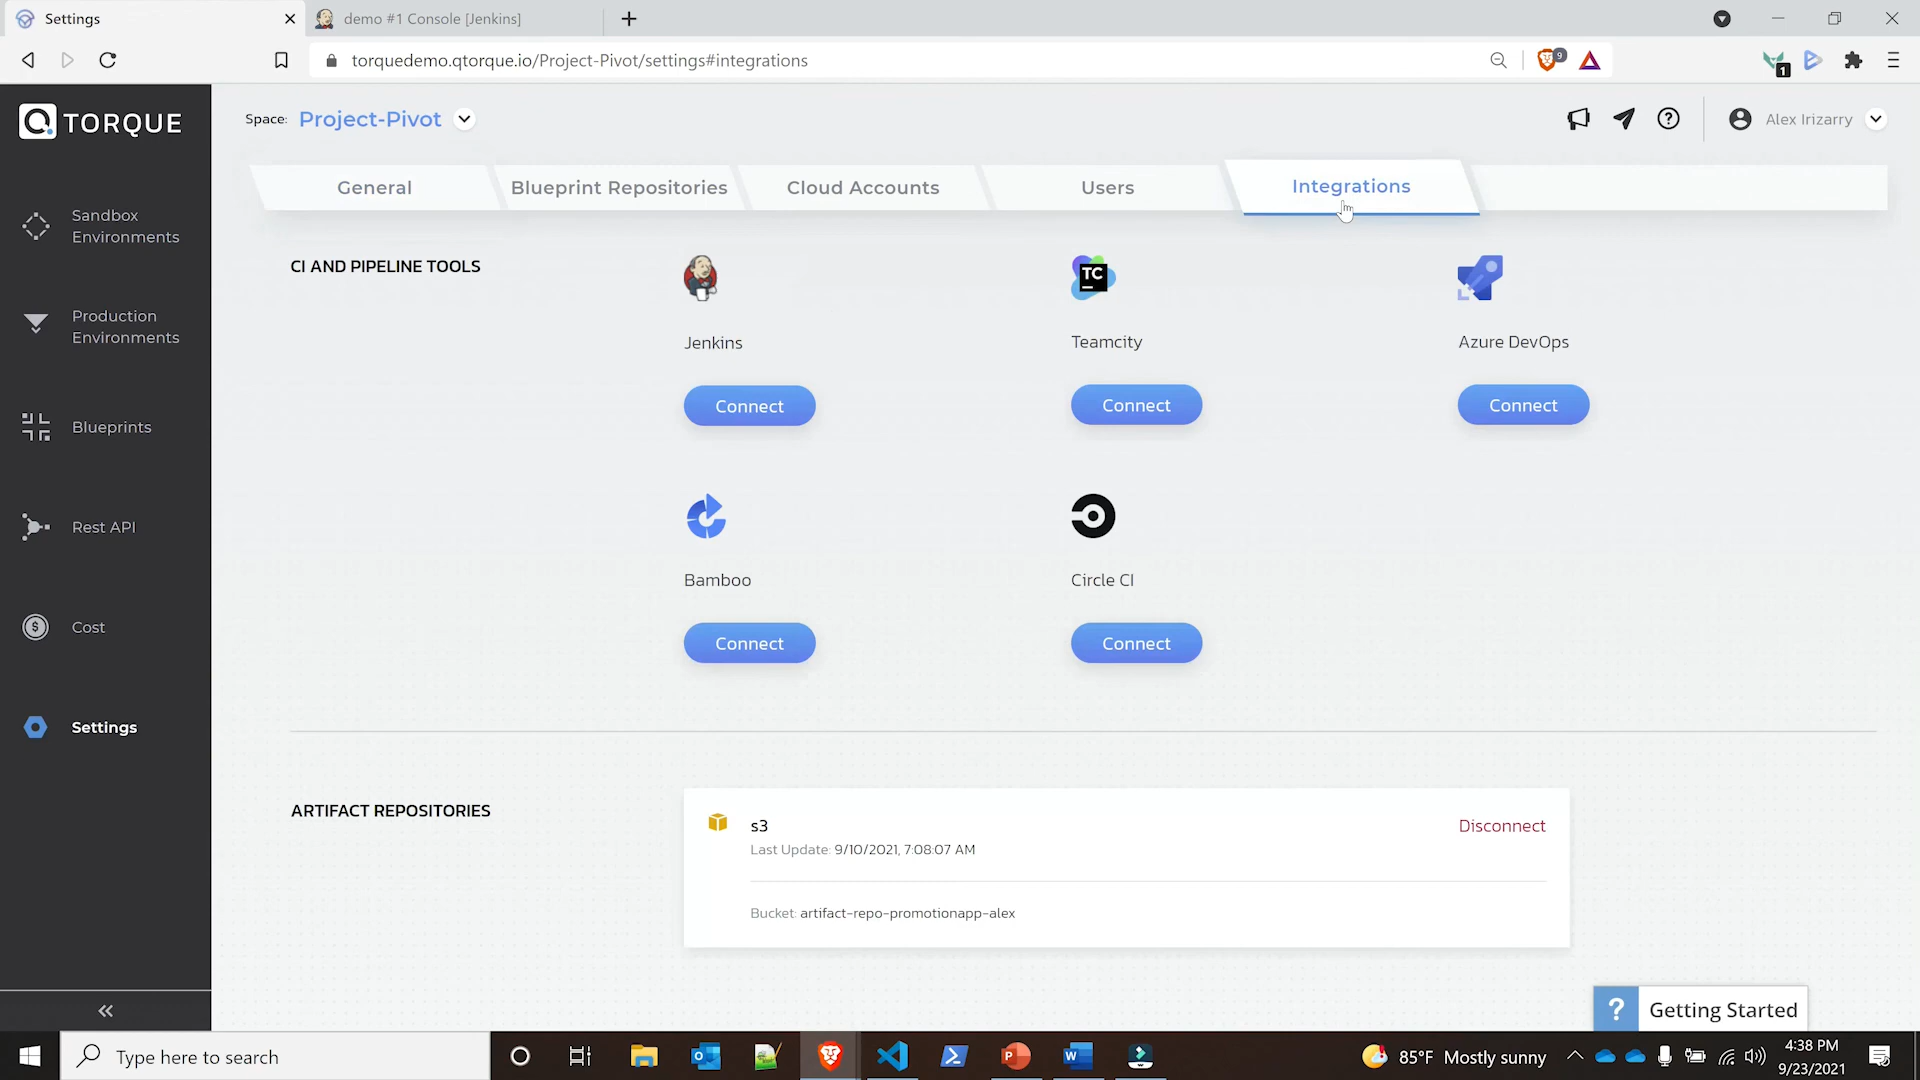 Settings
demo #1 Console [Jenkins]
torquedemo.qtorque.io/Project-Pivot/settings#integrations
9
1
TORQUE
Space: Project-Pivot
Alex Irizarry
General
Blueprint Repositories
Cloud Accounts
Users
Integrations
Sandbox
Environments
Production
Environments
Blueprints
Rest API
Cost
Settings
CI AND PIPELINE TOOLS
TC
Jenkins
Teamcity
Azure DevOps
Connect
Connect
Connect
Bamboo
Circle CI
Connect
Connect
ARTIFACT REPOSITORIES
s3
Disconnect
Last Update: 9/10/2021, 7:08:07 AM
Bucket: artifact-repo-promotionapp-alex
? Getting Started
Type here to search
85°F Mostly sunny
4:38 PM
9/23/2021